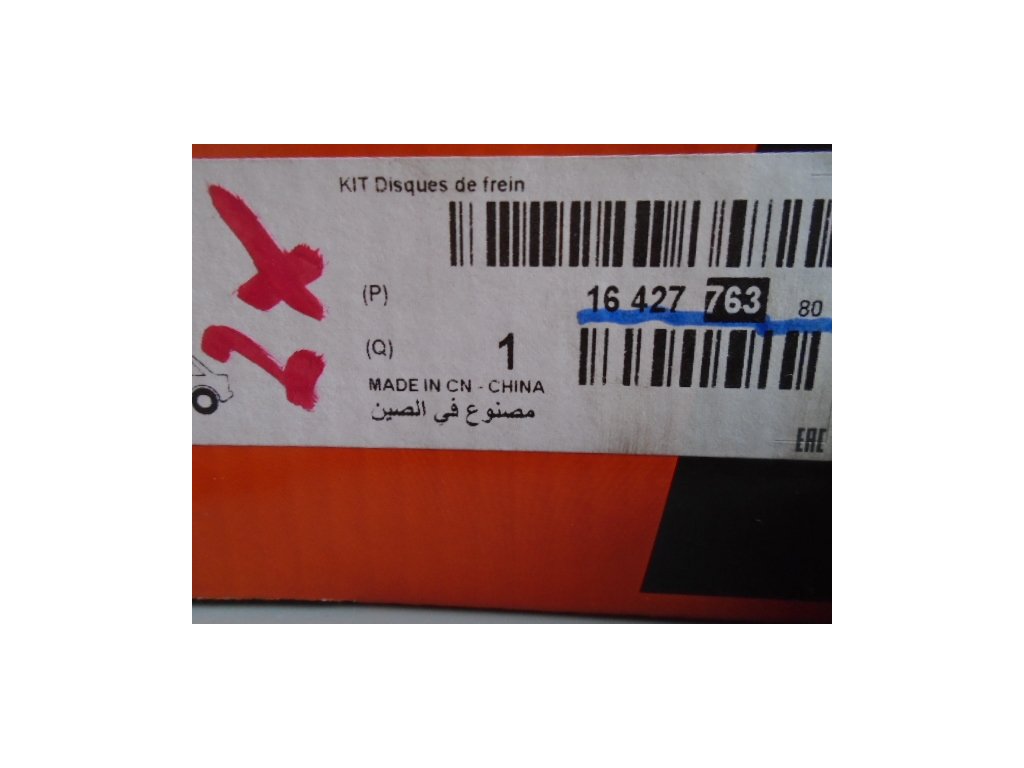 KIT Disques de frein
(P) 16 427 763 80
(Q) 1
MADE IN CN - CHINA
مصنوع في الصين
EAC